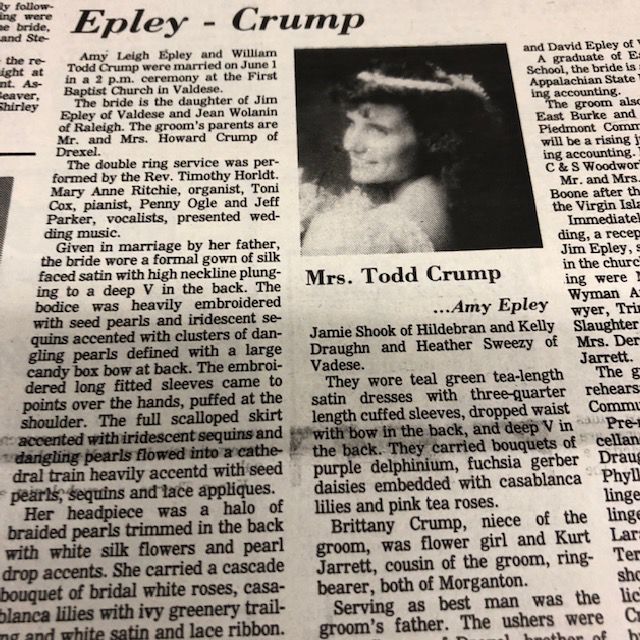 Epley - Crump
Amy Leigh Epley and William
Todd Crump were married on June 1
in a 2 p.m. ceremony at the First
Baptist Church in Valdese.
The bride is the daughter of Jim
Epley of Valdese and Jean Wolanin
of Raleigh. The groom's parents are
Mr. and Mrs. Howard Crump of
Drexel.
The double ring service was per-
formed by the Rev. Timothy Horldt.
Mary Anne Ritchie, organist, Toni
Cox, pianist, Penny Ogle and Jeff
Parker, vocalists, presented wed-
ding music.
Given in marriage by her father,
the bride wore a formal gown of silk
faced satin with high neckline plung-
ing to a deep V in the back. The
bodice was heavily embroidered
with seed pearls and iridescent se-
quins accented with clusters of dan-
gling pearls defined with a large
candy box bow at back. The embroi-
dered long fitted sleeves came to
points over the hands, puffed at the
shoulder. The full scalloped skirt
accented with iridescent sequins and
dangling pearls flowed into a cathe-
dral train heavily accentd with seed
pearls, sequins and lace appliques.
Her headpiece was a halo of
braided pearls trimmed in the back
with white silk flowers and pearl
drop accents. She carried a cascade
bouquet of bridal white roses, casa-
blanca lilies with ivy greenery trail-
ing and white satin and lace ribbon.
Mrs. Todd Crump
...Amy Epley
Jamie Shook of Hildebran and Kelly
Draughn and Heather Sweezy of
Vadese.
They wore teal green tea-length
satin dresses with three-quarter
length cuffed sleeves, dropped waist
with bow in the back, and deep V in
the back. They carried bouquets of
purple delphinium, fuchsia gerber
daisies embedded with casablanca
lilies and pink tea roses.
Brittany Crump, niece of the
groom, was flower girl and Kurt
Jarrett, cousin of the groom, ring-
bearer, both of Morganton.
Serving as best man was the
groom's father. The ushers were
and David Epley of
A graduate of
School, the bride is
Appalachian State
ing accounting.
The groom also
East Burke and
Piedmont
will be a rising
ing accounting.
C & S
Mr. and Mrs.
Boone after the
the Virgin
Immediately
ding, a
Jim Epley,
in the church
ing were
Wyman
Slaughter
Mrs.
Jarrett.
The